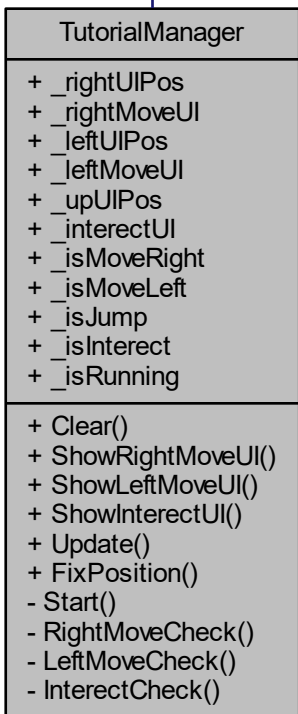 TutorialManager
+ _rightUIPos
+ _rightMoveUI
+ _leftUIPos
+ _leftMoveUI
+ _upUIPos
+ _interectUI
+ _isMoveRight
+ _isMoveLeft
+ _isJump
+ _isInterect
+ _isRunning
+ Clear()
+ ShowRightMoveUI()
+ ShowLeftMoveUI()
+ ShowInterectUI()
+ Update()
+ FixPosition()
- Start()
- RightMoveCheck()
- LeftMoveCheck()
- InterectCheck()